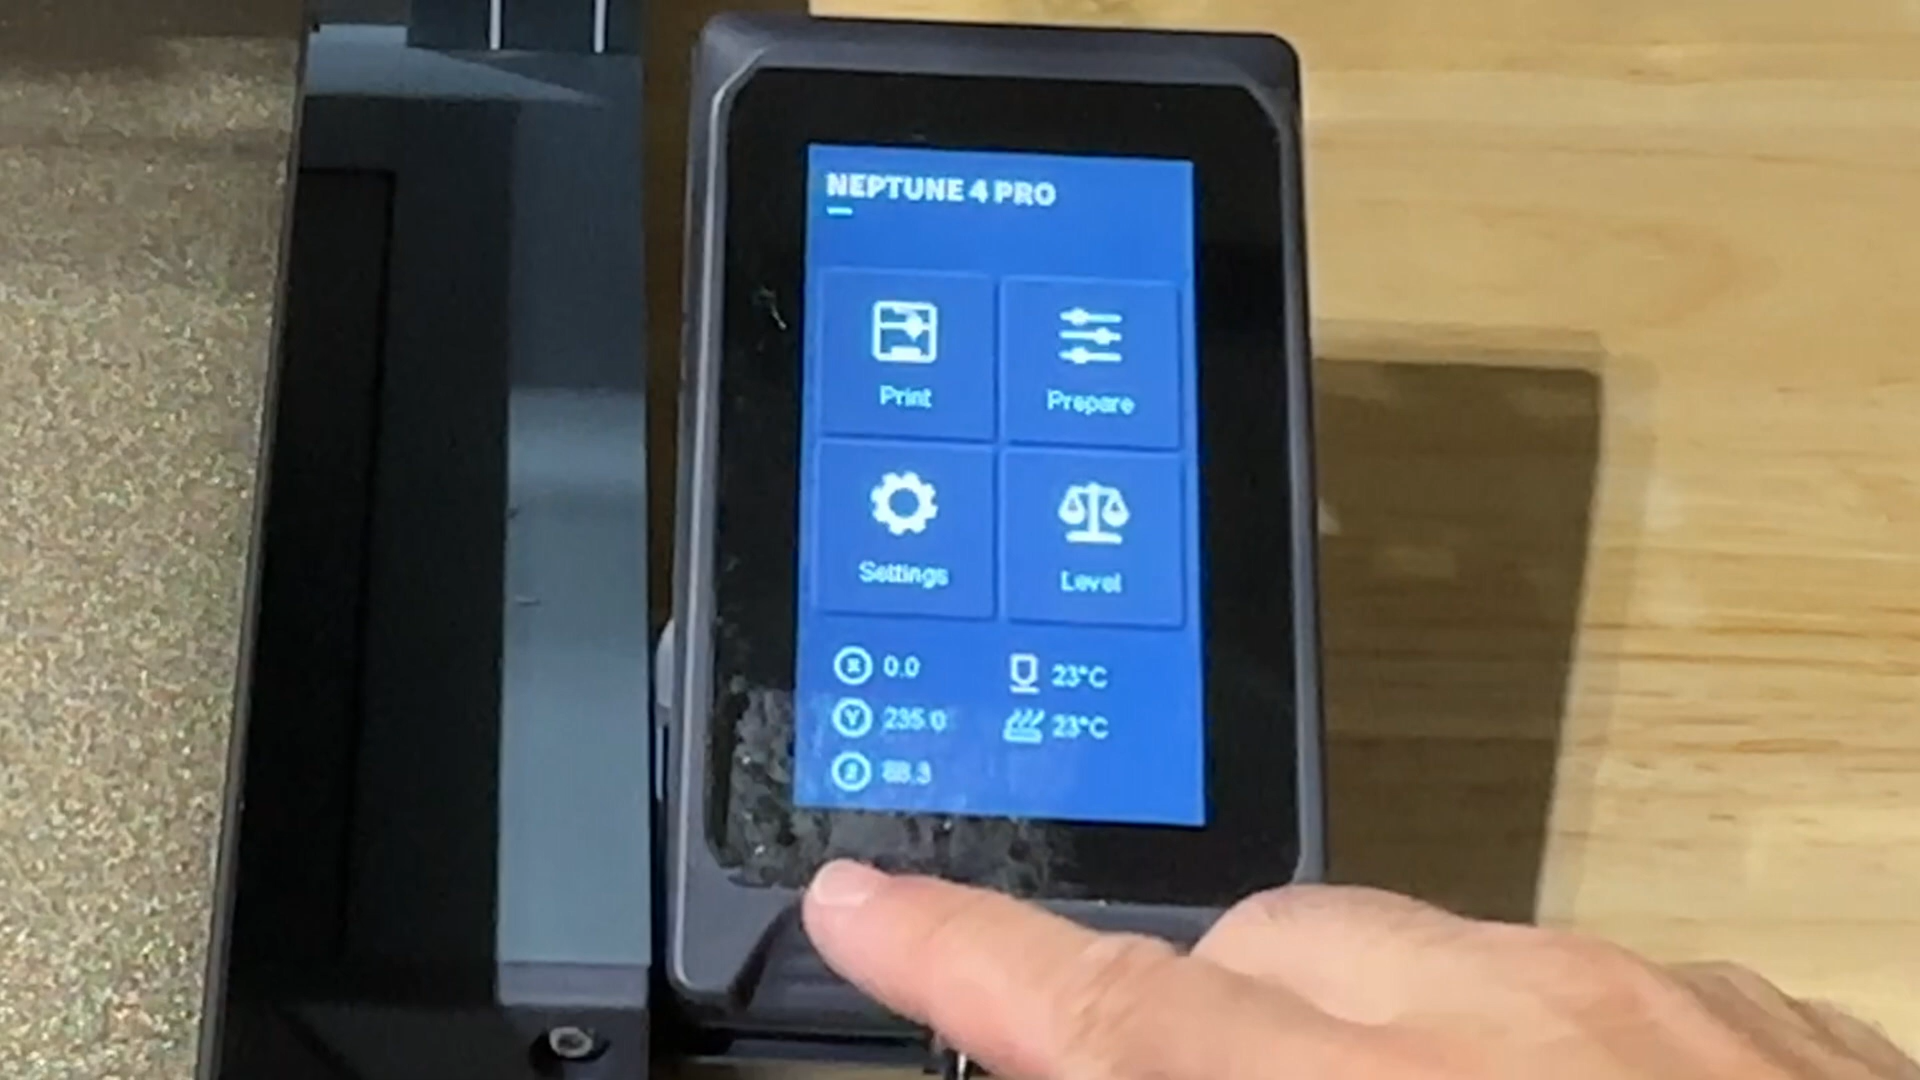 NEPTUNE 4 PRO
Print
Prepare
Settings
Level
X 0.0
23°C
Y 235.0
23°C
Z 88.3